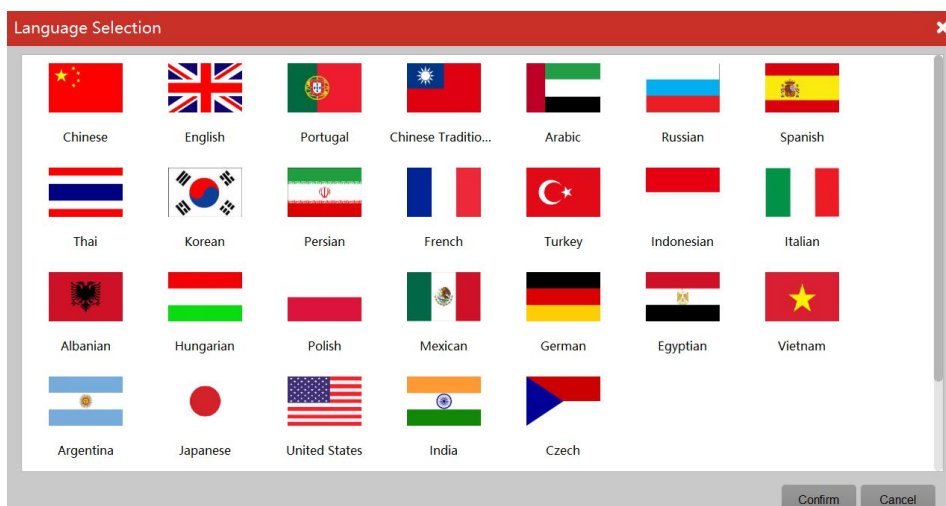 Language Selection
Chinese English Portugal Chinese Traditio... Arabic Russian Spanish
Thai Korean Persian French Turkey Indonesian Italian
Albanian Hungarian Polish Mexican German Egyptian Vietnam
Argentina Japanese United States India Czech
Confirm Cancel